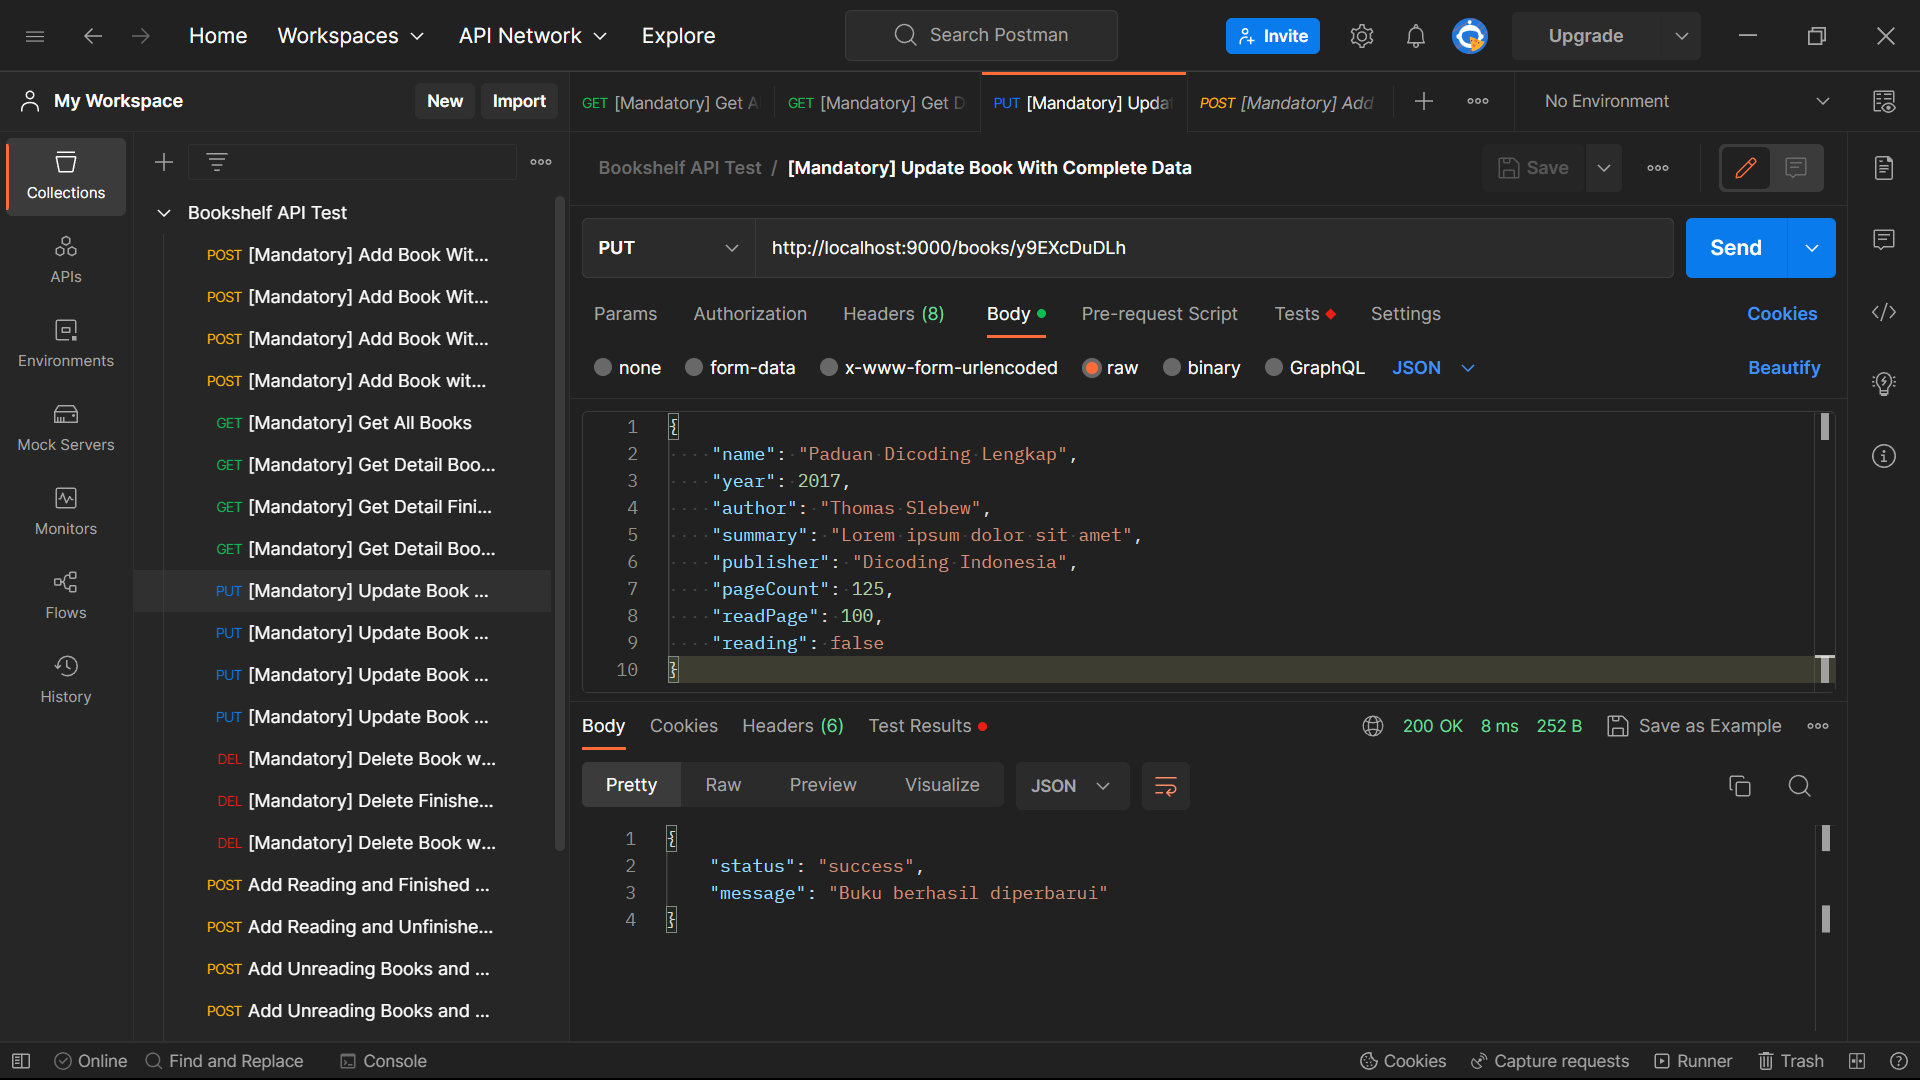 Home Workspaces API Network Explore Search Postman Invite Upgrade
My Workspace New Import
GET [Mandatory] Get A GET [Mandatory] Get D PUT [Mandatory] Upda POST [Mandatory] Add No Environment
Collections
APIs
Environments
Mock Servers
Monitors
Flows
History
Bookshelf API Test
POST [Mandatory] Add Book Wit...
POST [Mandatory] Add Book Wit...
POST [Mandatory] Add Book Wit...
POST [Mandatory] Add Book wit...
GET [Mandatory] Get All Books
GET [Mandatory] Get Detail Boo...
GET [Mandatory] Get Detail Fini...
GET [Mandatory] Get Detail Boo...
PUT [Mandatory] Update Book ...
PUT [Mandatory] Update Book ...
PUT [Mandatory] Update Book ...
PUT [Mandatory] Update Book ...
DEL [Mandatory] Delete Book w...
DEL [Mandatory] Delete Finishe...
DEL [Mandatory] Delete Book w...
POST Add Reading and Finished ...
POST Add Reading and Unfinishe...
POST Add Unreading Books and ...
POST Add Unreading Books and ...
Bookshelf API Test / [Mandatory] Update Book With Complete Data Save
PUT http://localhost:9000/books/y9EXcDuDLh Send
Params Authorization Headers (8) Body Pre-request Script Tests Settings Cookies
none form-data x-www-form-urlencoded raw binary GraphQL JSON Beautify
1 {
2 "name": "Paduan Dicoding Lengkap",
3 "year": 2017,
4 "author": "Thomas Slebew",
5 "summary": "Lorem ipsum dolor sit amet",
6 "publisher": "Dicoding Indonesia",
7 "pageCount": 125,
8 "readPage": 100,
9 "reading": false
10 }
Body Cookies Headers (6) Test Results 200 OK 8 ms 252 B Save as Example
Pretty Raw Preview Visualize JSON
1 {
2 "status": "success",
3 "message": "Buku berhasil diperbarui"
4 }
Online Find and Replace Console Cookies Capture requests Runner Trash